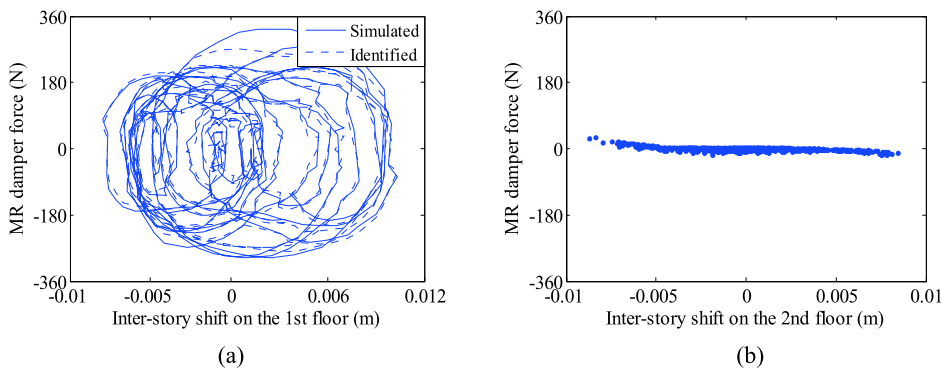 360
180
0
-180
-360
-0.01
-0.005
0
0.006
0.012
MR damper force (N)
Inter-story shift on the 1st floor (m)
Simulated
Identified
(a)
360
180
0
-180
-360
-0.01
-0.005
0
0.005
0.01
MR damper force (N)
Inter-story shift on the 2nd floor (m)
(b)